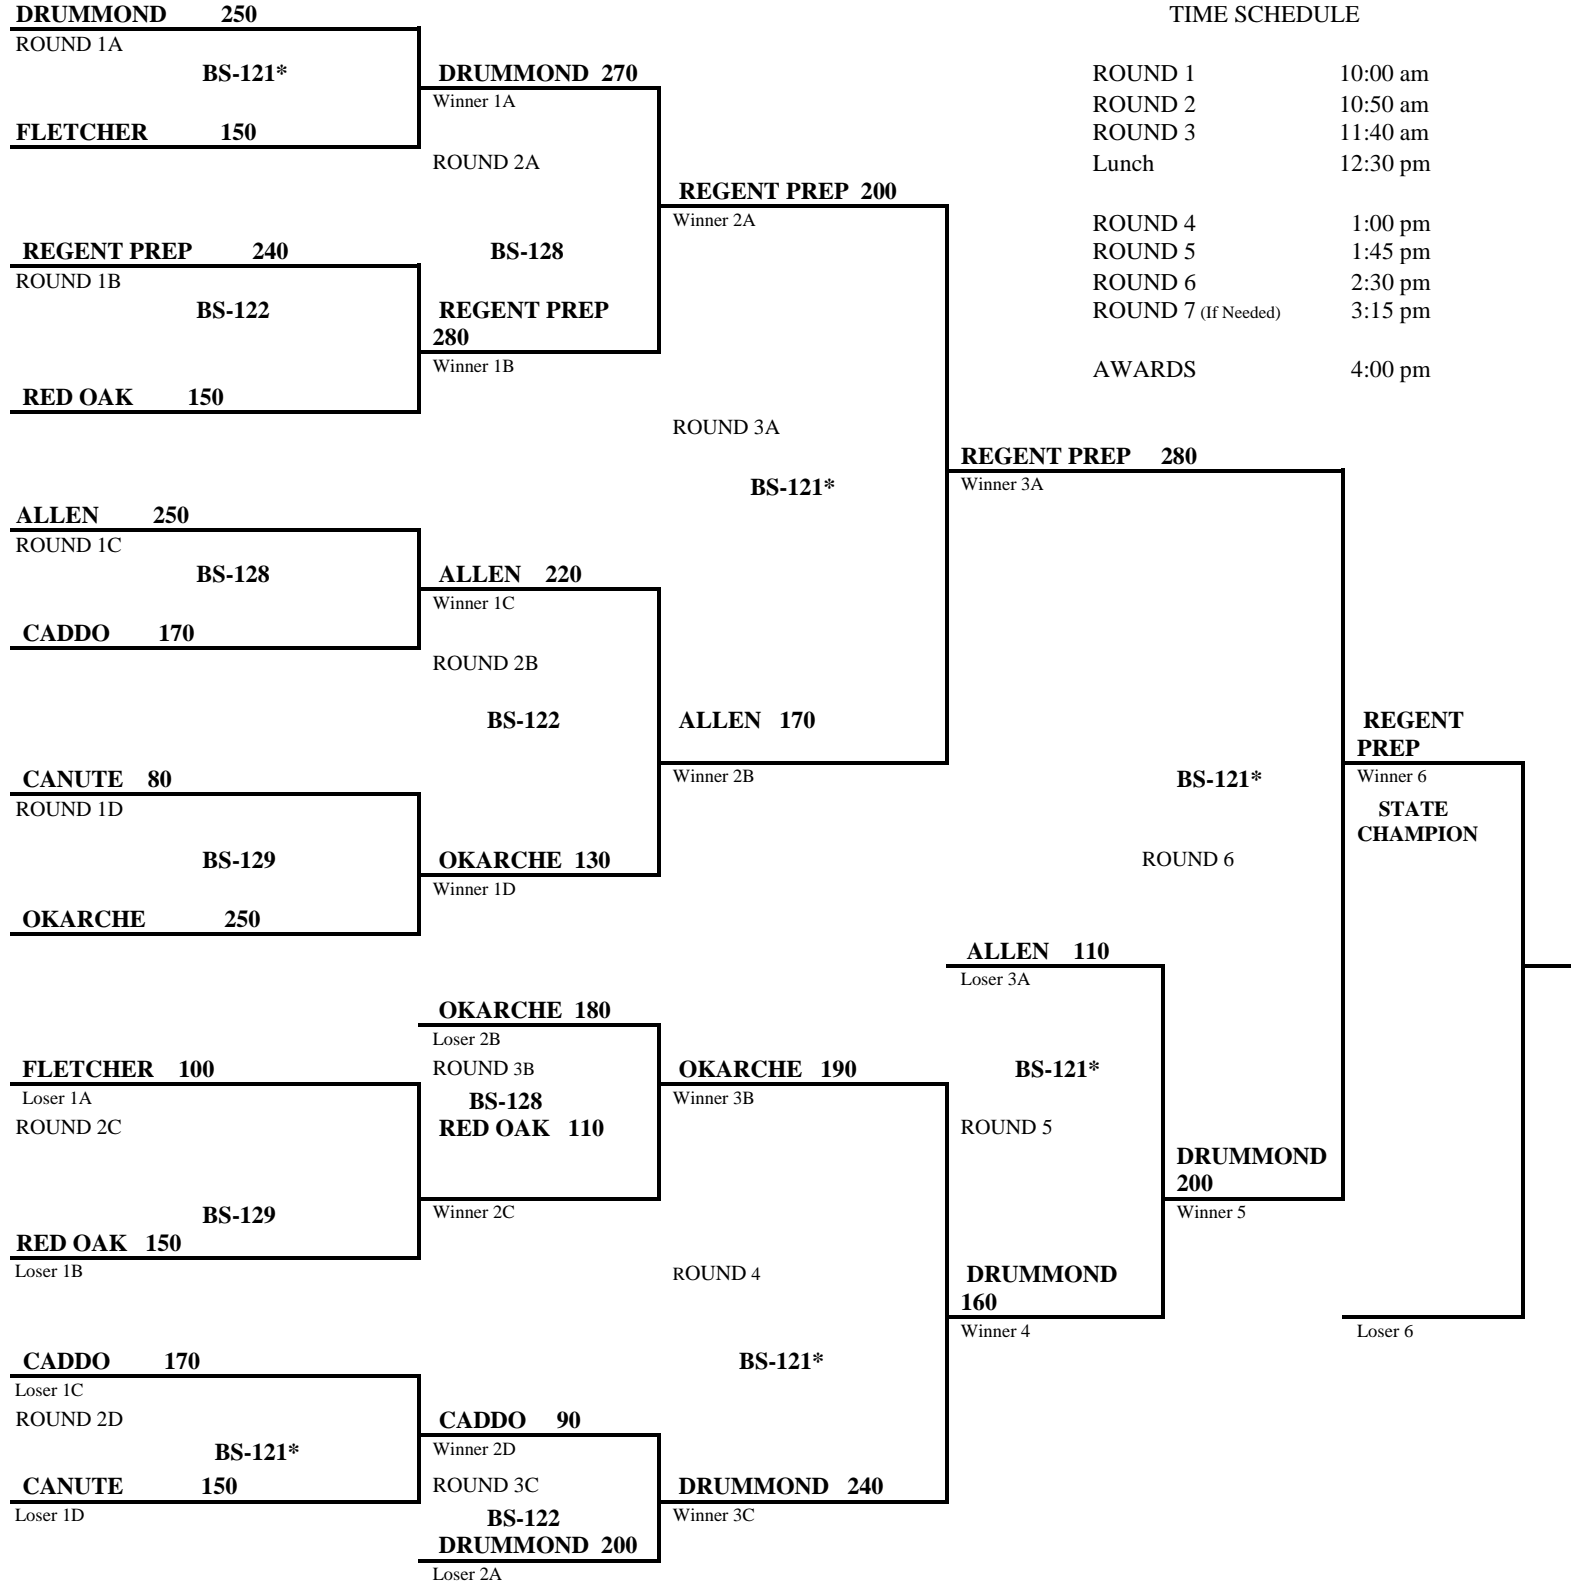 DRUMMOND 250
ROUND 1A
BS-121*
FLETCHER 150
REGENT PREP 240
ROUND 1B
BS-122
RED OAK 150
ALLEN 250
ROUND 1C
BS-128
CADDO 170
CANUTE 80
ROUND 1D
BS-129
OKARCHE 250
FLETCHER 100
Loser 1A
ROUND 2C
BS-129
RED OAK 150
Loser 1B
CADDO 170
Loser 1C
ROUND 2D
BS-121*
CANUTE 150
Loser 1D
DRUMMOND 270
Winner 1A
ROUND 2A
BS-128
REGENT PREP
280
Winner 1B
ALLEN 220
Winner 1C
ROUND 2B
BS-122
OKARCHE 130
Winner 1D
OKARCHE 180
Loser 2B
ROUND 3B
BS-128
RED OAK 110
Winner 2C
CADDO 90
Winner 2D
ROUND 3C
BS-122
DRUMMOND 200
Loser 2A
REGENT PREP 200
Winner 2A
ROUND 3A
BS-121*
ALLEN 170
Winner 2B
OKARCHE 190
Winner 3B
ROUND 4
BS-121*
DRUMMOND 240
Winner 3C
REGENT PREP 280
Winner 3A
BS-121*
ROUND 6
ALLEN 110
Loser 3A
BS-121*
ROUND 5
DRUMMOND
160
Winner 4
DRUMMOND
200
Winner 5
REGENT
PREP
Winner 6
STATE
CHAMPION
Loser 6
TIME SCHEDULE
ROUND 1 10:00 am
ROUND 2 10:50 am
ROUND 3 11:40 am
Lunch 12:30 pm
ROUND 4 1:00 pm
ROUND 5 1:45 pm
ROUND 6 2:30 pm
ROUND 7 (If Needed) 3:15 pm
AWARDS 4:00 pm